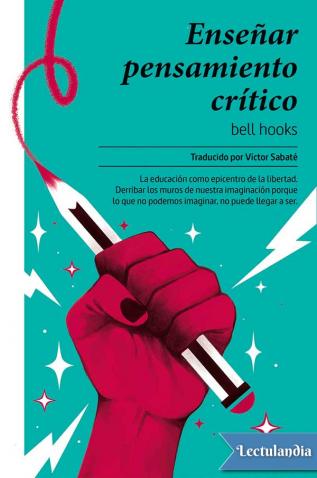 Enseñar
pensamiento
crítico
bell hooks
Traducido por Víctor Sabaté
La educación como epicentro de la libertad.
Derribar los muros de nuestra imaginación porque
lo que no podemos imaginar, no puede llegar a ser.
Lectulandia